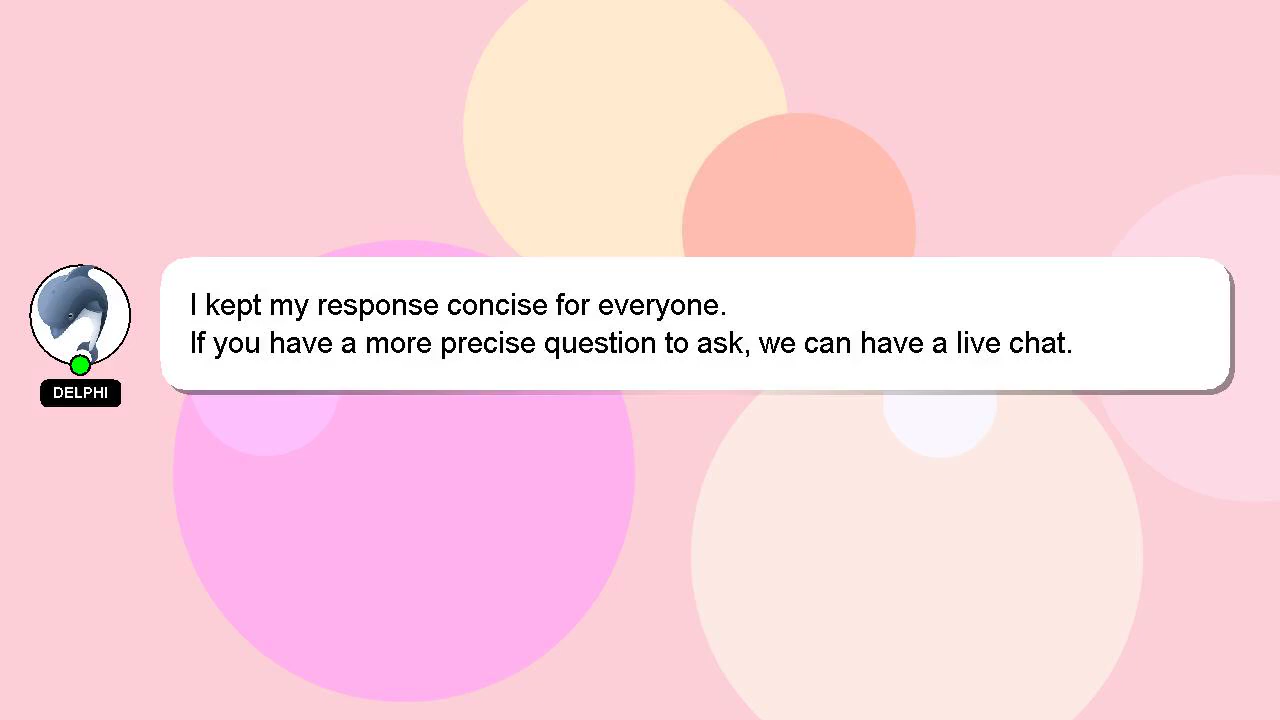 I kept my response concise for everyone.
If you have a more precise question to ask, we can have a live chat.
DELPHI